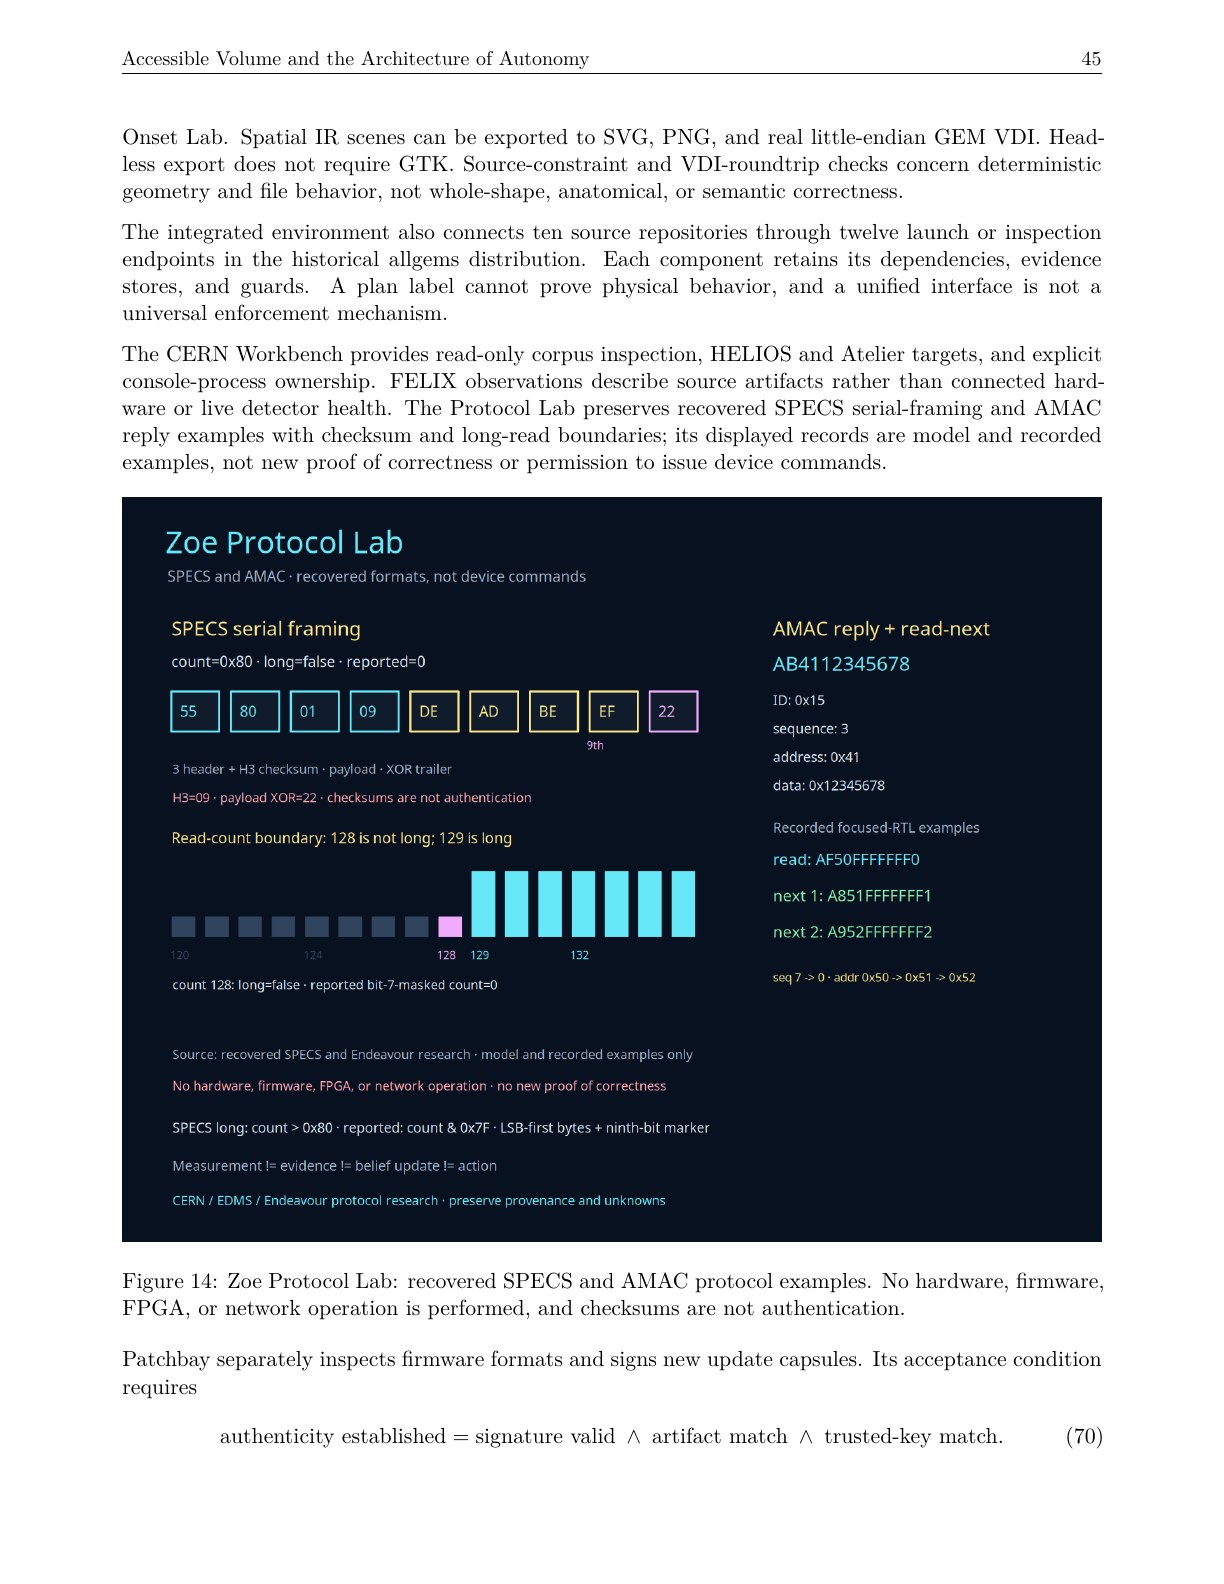 Accessible Volume and the Architecture of Autonomy 45
Onset Lab. Spatial IR scenes can be exported to SVG, PNG, and real little-endian GEM VDI. Head-
less export does not require GTK. Source-constraint and VDI-roundtrip checks concern deterministic
geometry and file behavior, not whole-shape, anatomical, or semantic correctness.
The integrated environment also connects ten source repositories through twelve launch or inspection
endpoints in the historical allgems distribution. Each component retains its dependencies, evidence
stores, and guards. A plan label cannot prove physical behavior, and a unified interface is not a
universal enforcement mechanism.
The CERN Workbench provides read-only corpus inspection, HELIOS and Atelier targets, and explicit
console-process ownership. FELIX observations describe source artifacts rather than connected hard-
ware or live detector health. The Protocol Lab preserves recovered SPECS serial-framing and AMAC
reply examples with checksum and long-read boundaries; its displayed records are model and recorded
examples, not new proof of correctness or permission to issue device commands.
Zoe Protocol Lab
SPECS and AMAC · recovered formats, not device commands
SPECS serial framing
count=0x80 · long=false · reported=0
55 80 01 09 DE AD BE EF 22
9th
3 header + H3 checksum · payload · XOR trailer
H3=09 · payload XOR=22 · checksums are not authentication
Read-count boundary: 128 is not long; 129 is long
120 124 128 129 132
count 128: long=false · reported bit-7-masked count=0
AMAC reply + read-next
AB4112345678
ID: 0x15
sequence: 3
address: 0x41
data: 0x12345678
Recorded focused-RTL examples
read: AF50FFFFFFF0
next 1: A851FFFFFFF1
next 2: A952FFFFFFF2
seq 7 -> 0 · addr 0x50 -> 0x51 -> 0x52
Source: recovered SPECS and Endeavour research · model and recorded examples only
No hardware, firmware, FPGA, or network operation · no new proof of correctness
SPECS long: count > 0x80 · reported: count & 0x7F · LSB-first bytes + ninth-bit marker
Measurement != evidence != belief update != action
CERN / EDMS / Endeavour protocol research · preserve provenance and unknowns
Figure 14: Zoe Protocol Lab: recovered SPECS and AMAC protocol examples. No hardware, firmware,
FPGA, or network operation is performed, and checksums are not authentication.
Patchbay separately inspects firmware formats and signs new update capsules. Its acceptance condition
requires
authenticity established = signature valid ∧ artifact match ∧ trusted-key match. (70)